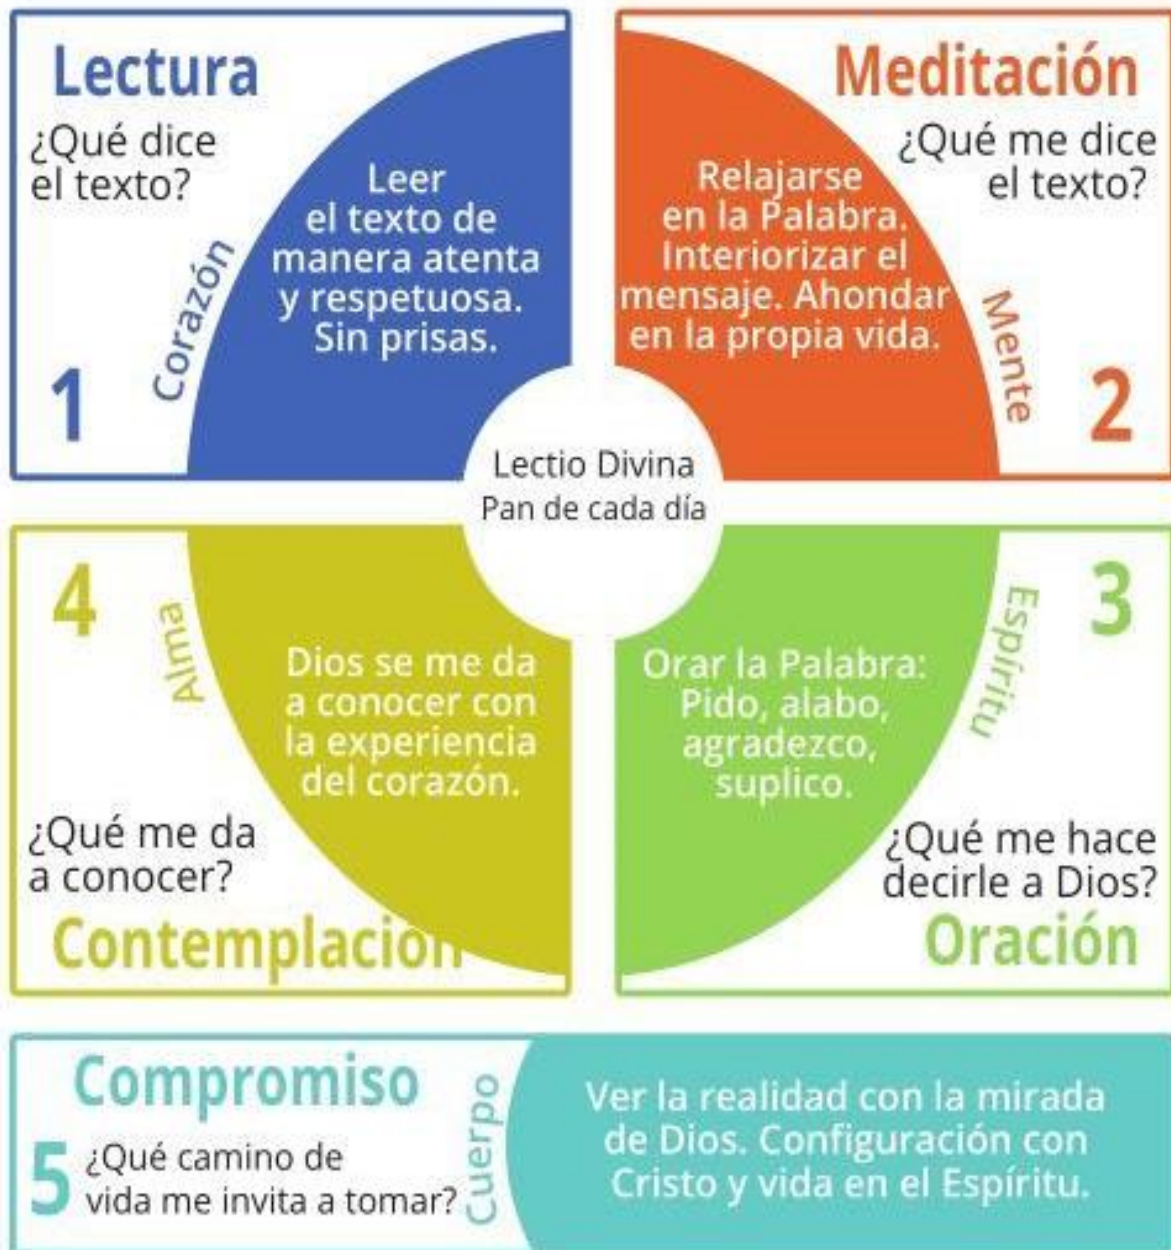 Lectura
¿Qué dice
el texto?
Corazón
1
Leer
el texto de
manera atenta
y respetuosa.
Sin prisas.
Meditación
¿Qué me dice
el texto?
Relajarse
en la Palabra.
Interiorizar el
mensaje. Ahondar
en la propia vida.
Mente
2
Lectio Divina
Pan de cada día
3
Espíritu
Orar la Palabra:
Pido, alabo,
agradezco,
suplico.
¿Qué me hace
decirle a Dios?
Oración
4
Alma
Dios se me da
a conocer con
la experiencia
del corazón.
¿Qué me da
a conocer?
Contemplación
Compromiso
5
¿Qué camino de
vida me invita a tomar?
Cuerpo
Ver la realidad con la mirada
de Dios. Configuración con
Cristo y vida en el Espíritu.